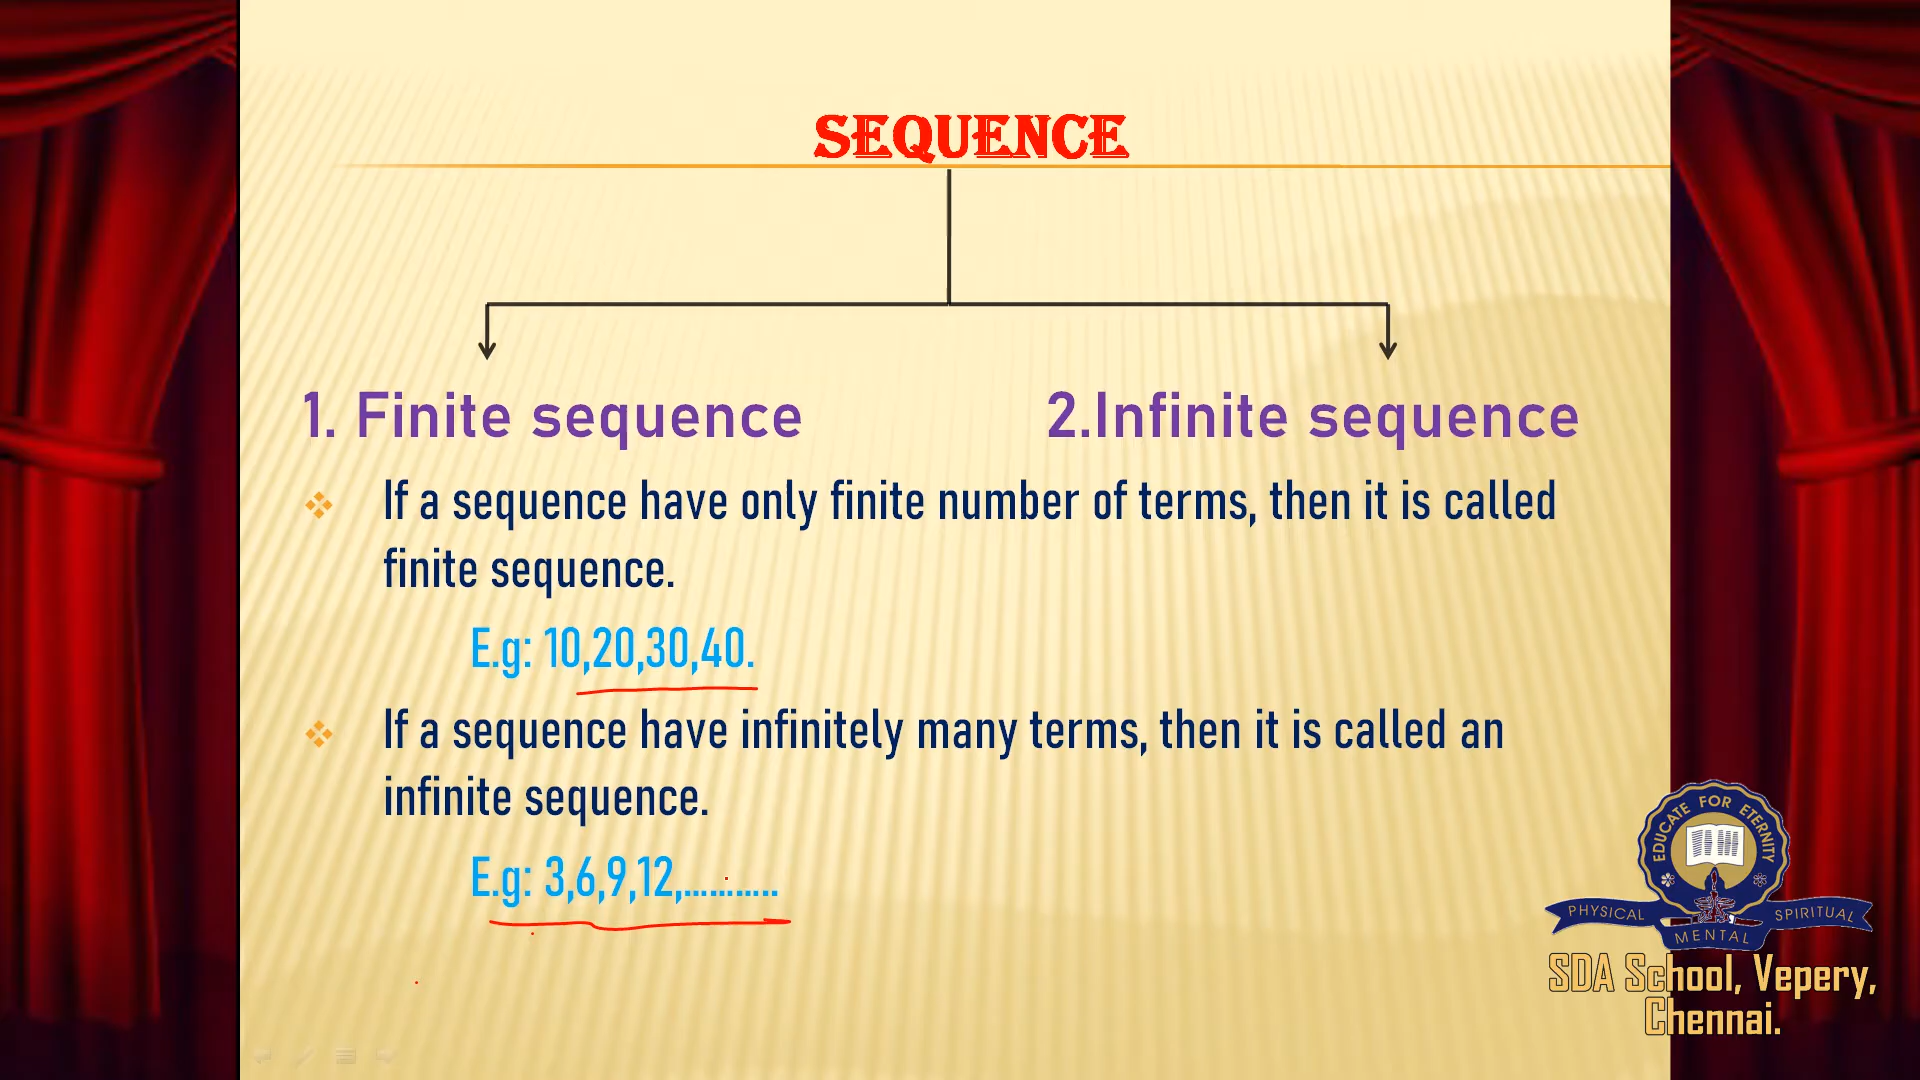 SEQUENCE
1. Finite sequence
2.Infinite sequence
If a sequence have only finite number of terms, then it is called
finite sequence.
E.g: 10,20,30,40.
If a sequence have infinitely many terms, then it is called an
infinite sequence.
E.g: 3,6,9,12,...........
EDUCATE FOR ETERNITY
PHYSICAL
MENTAL
SPIRITUAL
SDA School, Vepery,
Chennai.